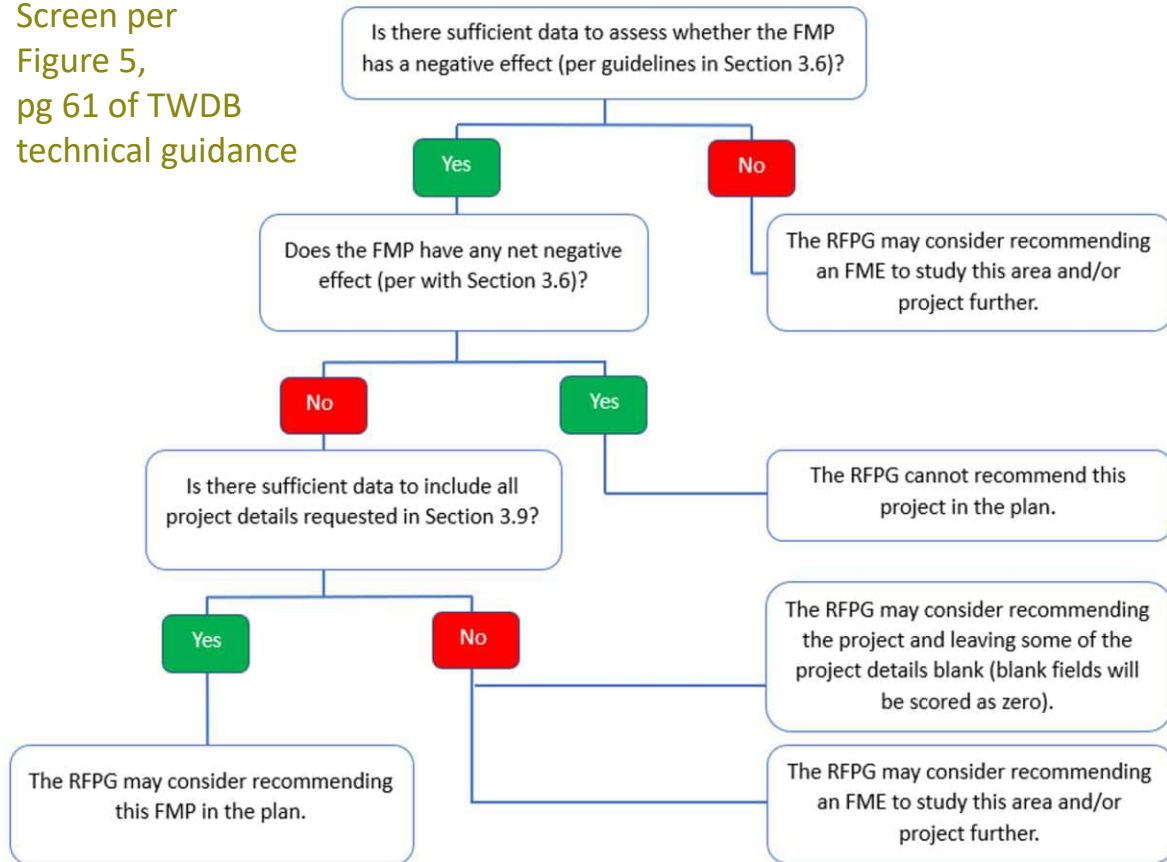 Screen per
Figure 5,
pg 61 of TWDB
technical guidance
Is there sufficient data to assess whether the FMP
has a negative effect (per guidelines in Section 3.6)?
Yes
No
Does the FMP have any net negative
effect (per with Section 3.6)?
The RFPG may consider recommending
an FME to study this area and/or
project further.
No
Yes
Is there sufficient data to include all
project details requested in Section 3.9?
The RFPG cannot recommend this
project in the plan.
Yes
No
The RFPG may consider recommending
the project and leaving some of the
project details blank (blank fields will
be scored as zero).
The RFPG may consider recommending
this FMP in the plan.
The RFPG may consider recommending
an FME to study this area and/or
project further.